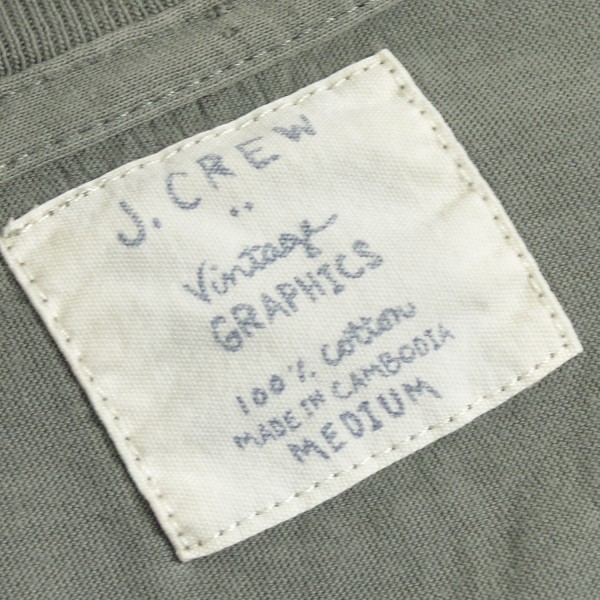 J. CREW
Vintage
GRAPHICS
100% cotton
MADE IN CAMBODIA
MEDIUM